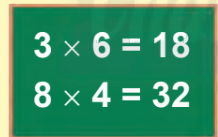 3 × 6 = 18
8 × 4 = 32